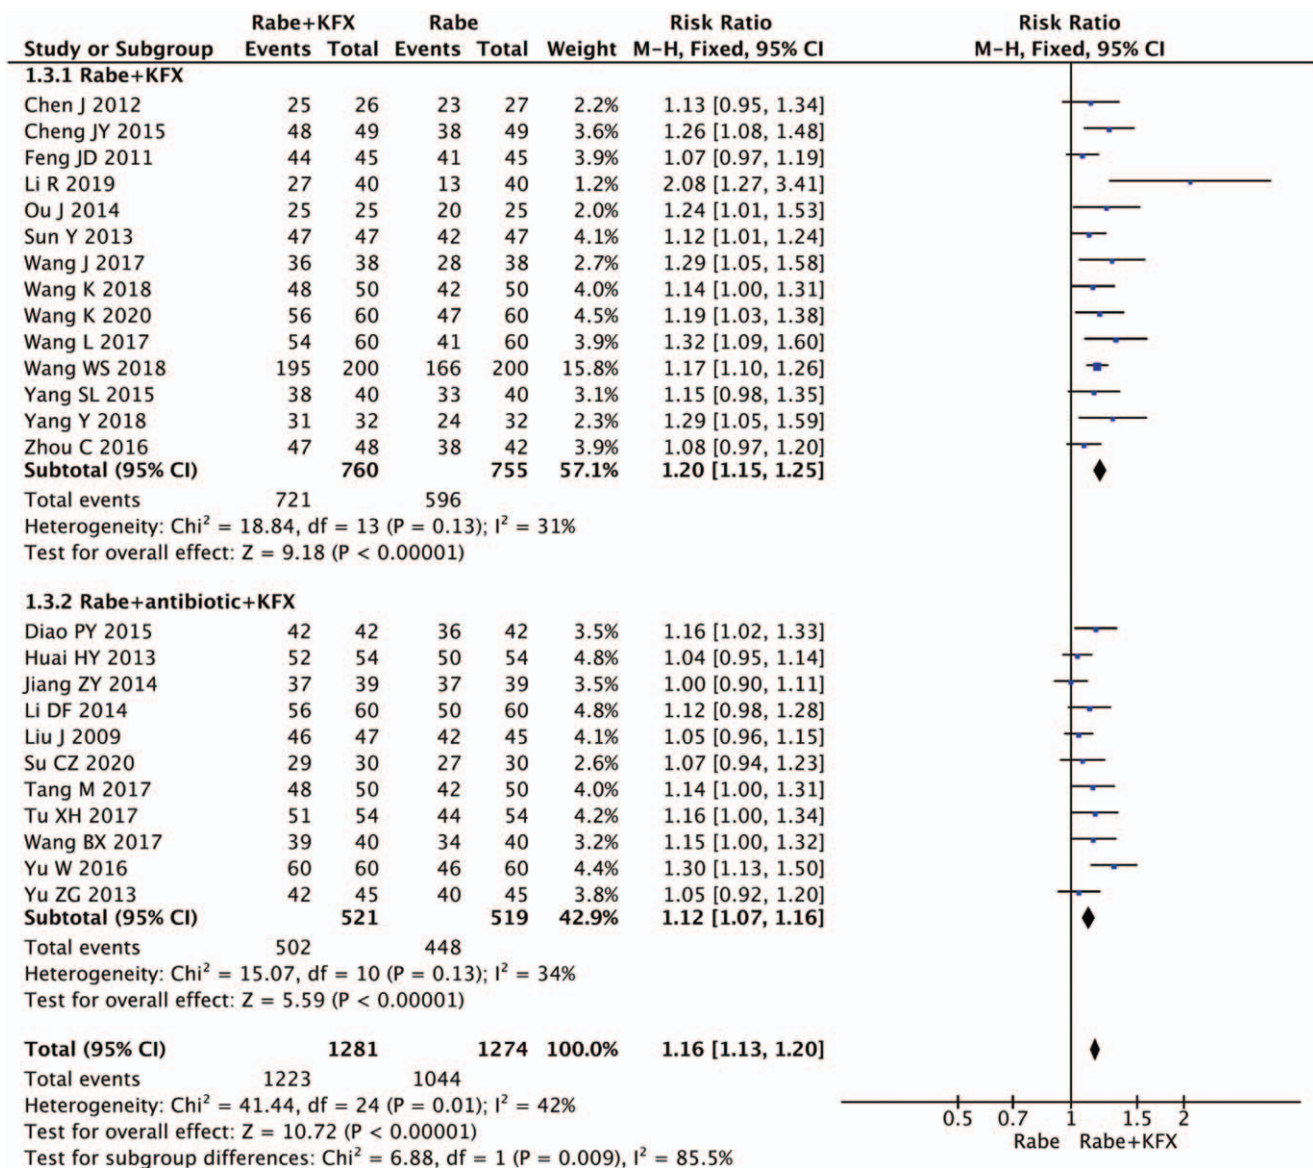 Rabe+KFX Rabe Risk Ratio Risk Ratio
Study or Subgroup Events Total Events Total Weight M-H, Fixed, 95% CI M-H, Fixed, 95% CI
1.3.1 Rabe+KFX
Chen J 2012 25 26 23 27 2.2% 1.13 [0.95, 1.34]
Cheng JY 2015 48 49 38 49 3.6% 1.26 [1.08, 1.48]
Feng JD 2011 44 45 41 45 3.9% 1.07 [0.97, 1.19]
Li R 2019 27 40 13 40 1.2% 2.08 [1.27, 3.41]
Ou J 2014 25 25 20 25 2.0% 1.24 [1.01, 1.53]
Sun Y 2013 47 47 42 47 4.1% 1.12 [1.01, 1.24]
Wang J 2017 36 38 28 38 2.7% 1.29 [1.05, 1.58]
Wang K 2018 48 50 42 50 4.0% 1.14 [1.00, 1.31]
Wang K 2020 56 60 47 60 4.5% 1.19 [1.03, 1.38]
Wang L 2017 54 60 41 60 3.9% 1.32 [1.09, 1.60]
Wang WS 2018 195 200 166 200 15.8% 1.17 [1.10, 1.26]
Yang SL 2015 38 40 33 40 3.1% 1.15 [0.98, 1.35]
Yang Y 2018 31 32 24 32 2.3% 1.29 [1.05, 1.59]
Zhou C 2016 47 48 38 42 3.9% 1.08 [0.97, 1.20]
Subtotal (95% CI) 760 755 57.1% 1.20 [1.15, 1.25]
Total events 721 596
Heterogeneity: Chi² = 18.84, df = 13 (P = 0.13); I² = 31%
Test for overall effect: Z = 9.18 (P < 0.00001)
1.3.2 Rabe+antibiotic+KFX
Diao PY 2015 42 42 36 42 3.5% 1.16 [1.02, 1.33]
Huai HY 2013 52 54 50 54 4.8% 1.04 [0.95, 1.14]
Jiang ZY 2014 37 39 37 39 3.5% 1.00 [0.90, 1.11]
Li DF 2014 56 60 50 60 4.8% 1.12 [0.98, 1.28]
Liu J 2009 46 47 42 45 4.1% 1.05 [0.96, 1.15]
Su CZ 2020 29 30 27 30 2.6% 1.07 [0.94, 1.23]
Tang M 2017 48 50 42 50 4.0% 1.14 [1.00, 1.31]
Tu XH 2017 51 54 44 54 4.2% 1.16 [1.00, 1.34]
Wang BX 2017 39 40 34 40 3.2% 1.15 [1.00, 1.32]
Yu W 2016 60 60 46 60 4.4% 1.30 [1.13, 1.50]
Yu ZG 2013 42 45 40 45 3.8% 1.05 [0.92, 1.20]
Subtotal (95% CI) 521 519 42.9% 1.12 [1.07, 1.16]
Total events 502 448
Heterogeneity: Chi² = 15.07, df = 10 (P = 0.13); I² = 34%
Test for overall effect: Z = 5.59 (P < 0.00001)
Total (95% CI) 1281 1274 100.0% 1.16 [1.13, 1.20]
Total events 1223 1044
Heterogeneity: Chi² = 41.44, df = 24 (P = 0.01); I² = 42%
Test for overall effect: Z = 10.72 (P < 0.00001)
Test for subgroup differences: Chi² = 6.88, df = 1 (P = 0.009), I² = 85.5%
0.5 0.7 1 1.5 2
Rabe Rabe+KFX